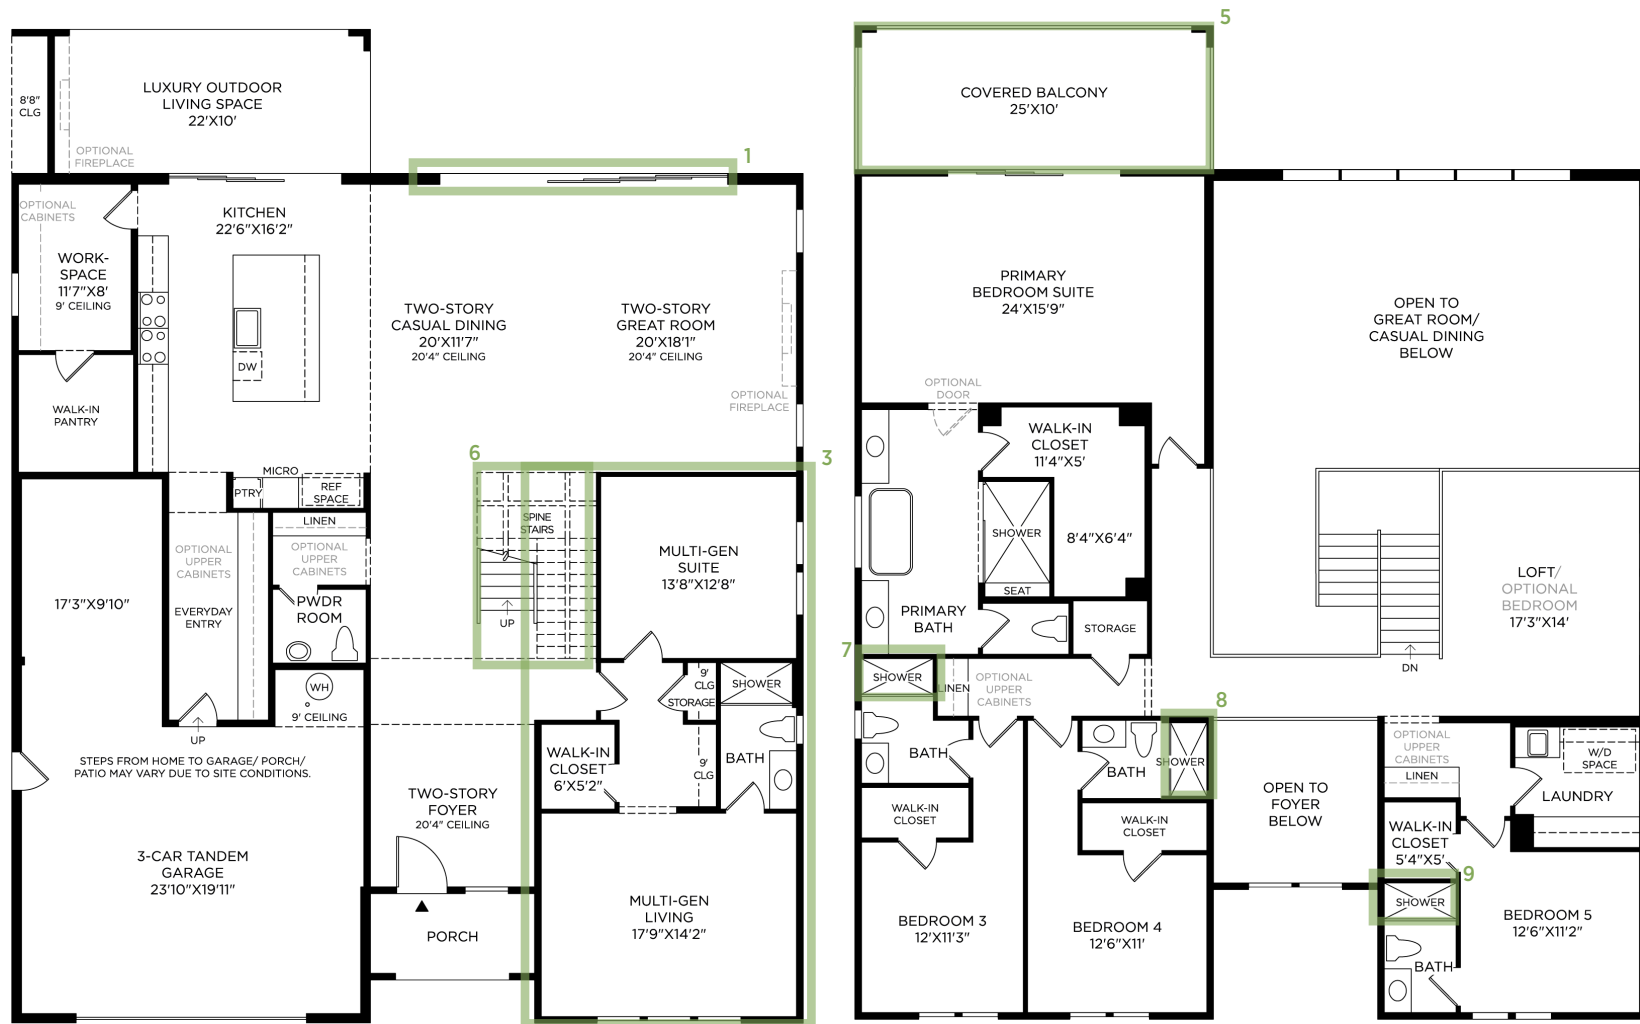 8'8"
CLG
LUXURY OUTDOOR
LIVING SPACE
22'X10'
OPTIONAL
FIREPLACE
1
OPTIONAL
CABINETS
WORK-
SPACE
11'7"X8'
9' CEILING
KITCHEN
22'6"X16'2"
DW
TWO-STORY
CASUAL DINING
20'X11'7"
20'4" CEILING
TWO-STORY
GREAT ROOM
20'X18'1"
20'4" CEILING
OPTIONAL
FIREPLACE
WALK-IN
PANTRY
MICRO
PTRY
REF
SPACE
6
3
SPINE
STAIRS
UP
MULTI-GEN
SUITE
13'8"X12'8"
17'3"X9'10"
OPTIONAL
UPPER
CABINETS
EVERYDAY
ENTRY
LINEN
OPTIONAL
UPPER
CABINETS
PWDR
ROOM
WH
9' CEILING
UP
9'
CLG
STORAGE
SHOWER
BATH
9'
CLG
WALK-IN
CLOSET
6'X5'2"
STEPS FROM HOME TO GARAGE/ PORCH/
PATIO MAY VARY DUE TO SITE CONDITIONS.
TWO-STORY
FOYER
20'4" CEILING
3-CAR TANDEM
GARAGE
23'10"X19'11"
PORCH
MULTI-GEN
LIVING
17'9"X14'2"
5
COVERED BALCONY
25'X10'
PRIMARY
BEDROOM SUITE
24'X15'9"
OPEN TO
GREAT ROOM/
CASUAL DINING
BELOW
OPTIONAL
DOOR
WALK-IN
CLOSET
11'4"X5'
SHOWER
SEAT
8'4"X6'4"
PRIMARY
BATH
STORAGE
LOFT/
OPTIONAL
BEDROOM
17'3"X14'
DN
7
SHOWER
LINEN
OPTIONAL
UPPER
CABINETS
8
BATH
BATH
SHOWER
WALK-IN
CLOSET
WALK-IN
CLOSET
OPEN TO
FOYER
BELOW
OPTIONAL
UPPER
CABINETS
LINEN
W/D
SPACE
LAUNDRY
WALK-IN
CLOSET
5'4"X5'
9
SHOWER
BATH
BEDROOM 3
12'X11'3"
BEDROOM 4
12'6"X11'
BEDROOM 5
12'6"X11'2"